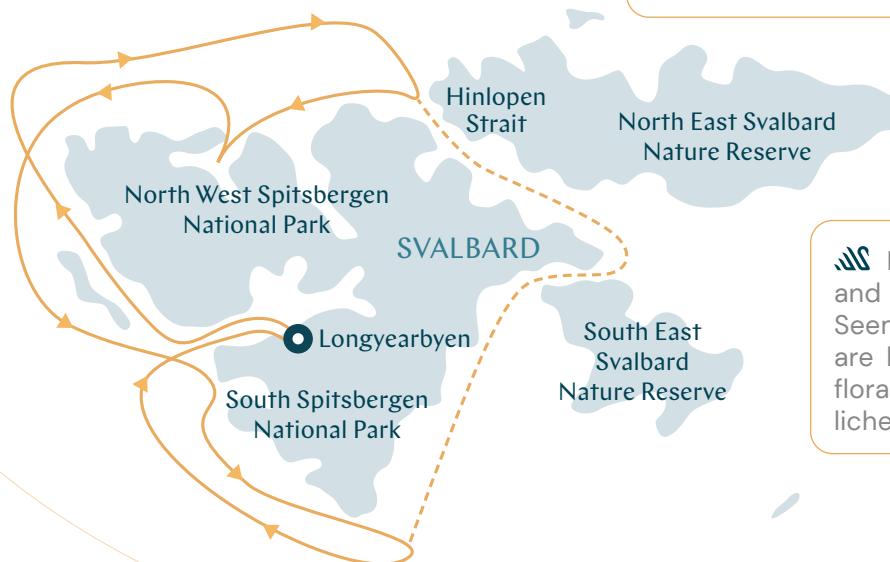 Hinlopen
Strait
North East Svalbard
Nature Reserve
North West Spitsbergen
National Park
SVALBARD
and
Seer
are
flora
liche
Longyearbyen
South East
Svalbard
Nature Reserve
South Spitsbergen
National Park